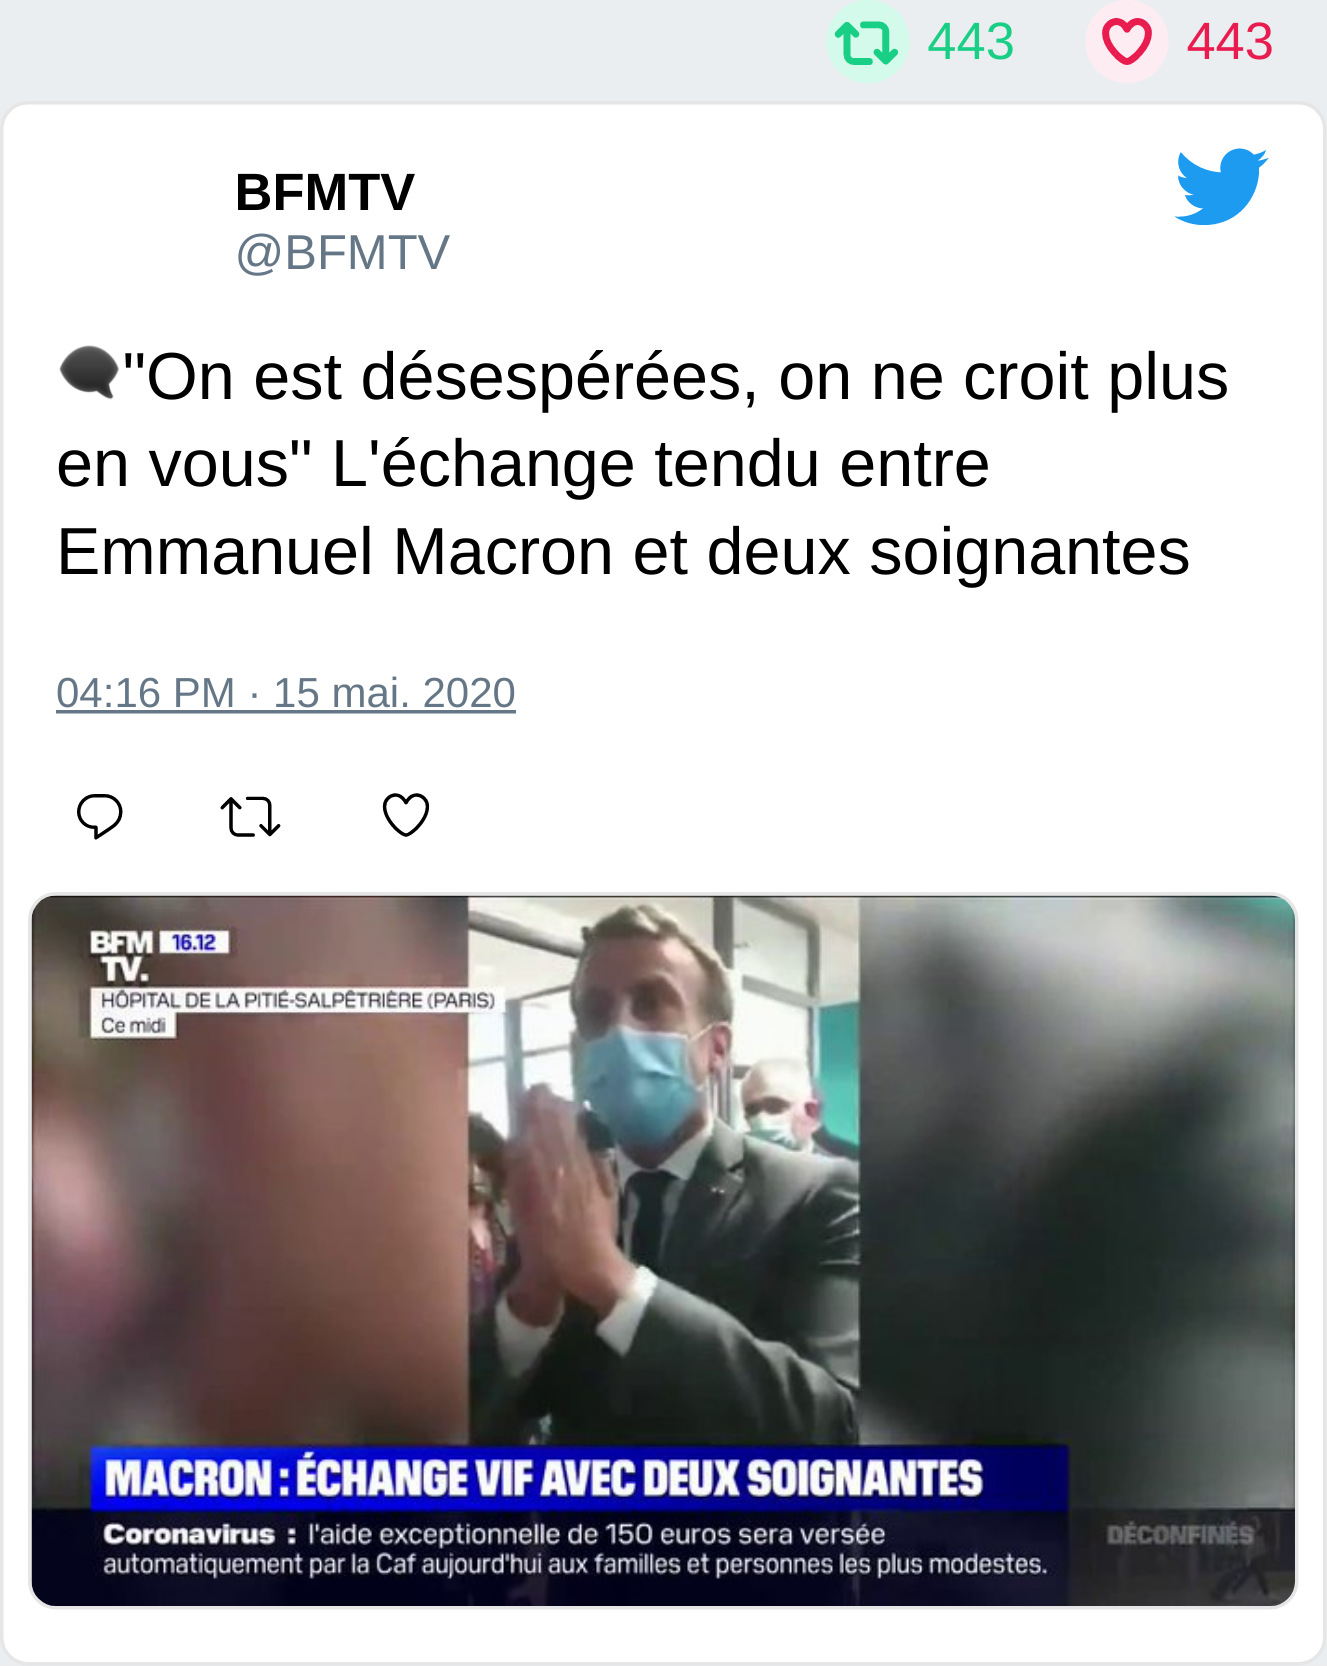 443 443
BFMTV
@BFMTV
🗨"On est désespérées, on ne croit plus
en vous" L'échange tendu entre
Emmanuel Macron et deux soignantes
04:16 PM · 15 mai. 2020
BFM 16.12
TV.
HÔPITAL DE LA PITIÉ-SALPÊTRIÈRE (PARIS)
Ce midi
MACRON : ÉCHANGE VIF AVEC DEUX SOIGNANTES
Coronavirus : l'aide exceptionnelle de 150 euros sera versée
automatiquement par la Caf aujourd'hui aux familles et personnes les plus modestes.
DÉCONFINÉS